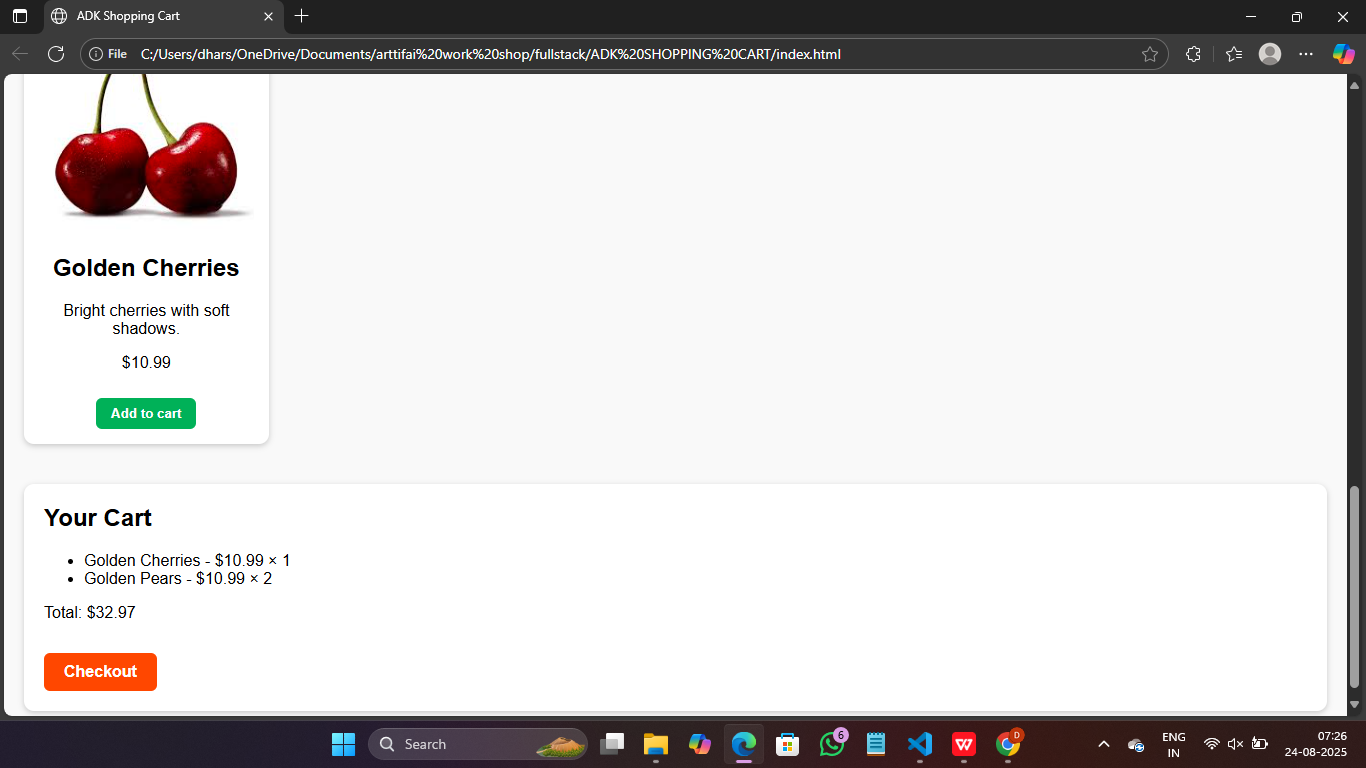 ADK Shopping Cart
File
C:/Users/dhars/OneDrive/Documents/arttifai%20work%20shop/fullstack/ADK%20SHOPPING%20CART/index.html
Golden Cherries
Bright cherries with soft
shadows.
$10.99
Add to cart
Your Cart
• Golden Cherries - $10.99 × 1
• Golden Pears - $10.99 × 2
Total: $32.97
Checkout
Search
6
W
D
ENG
IN
07:26
24-08-2025